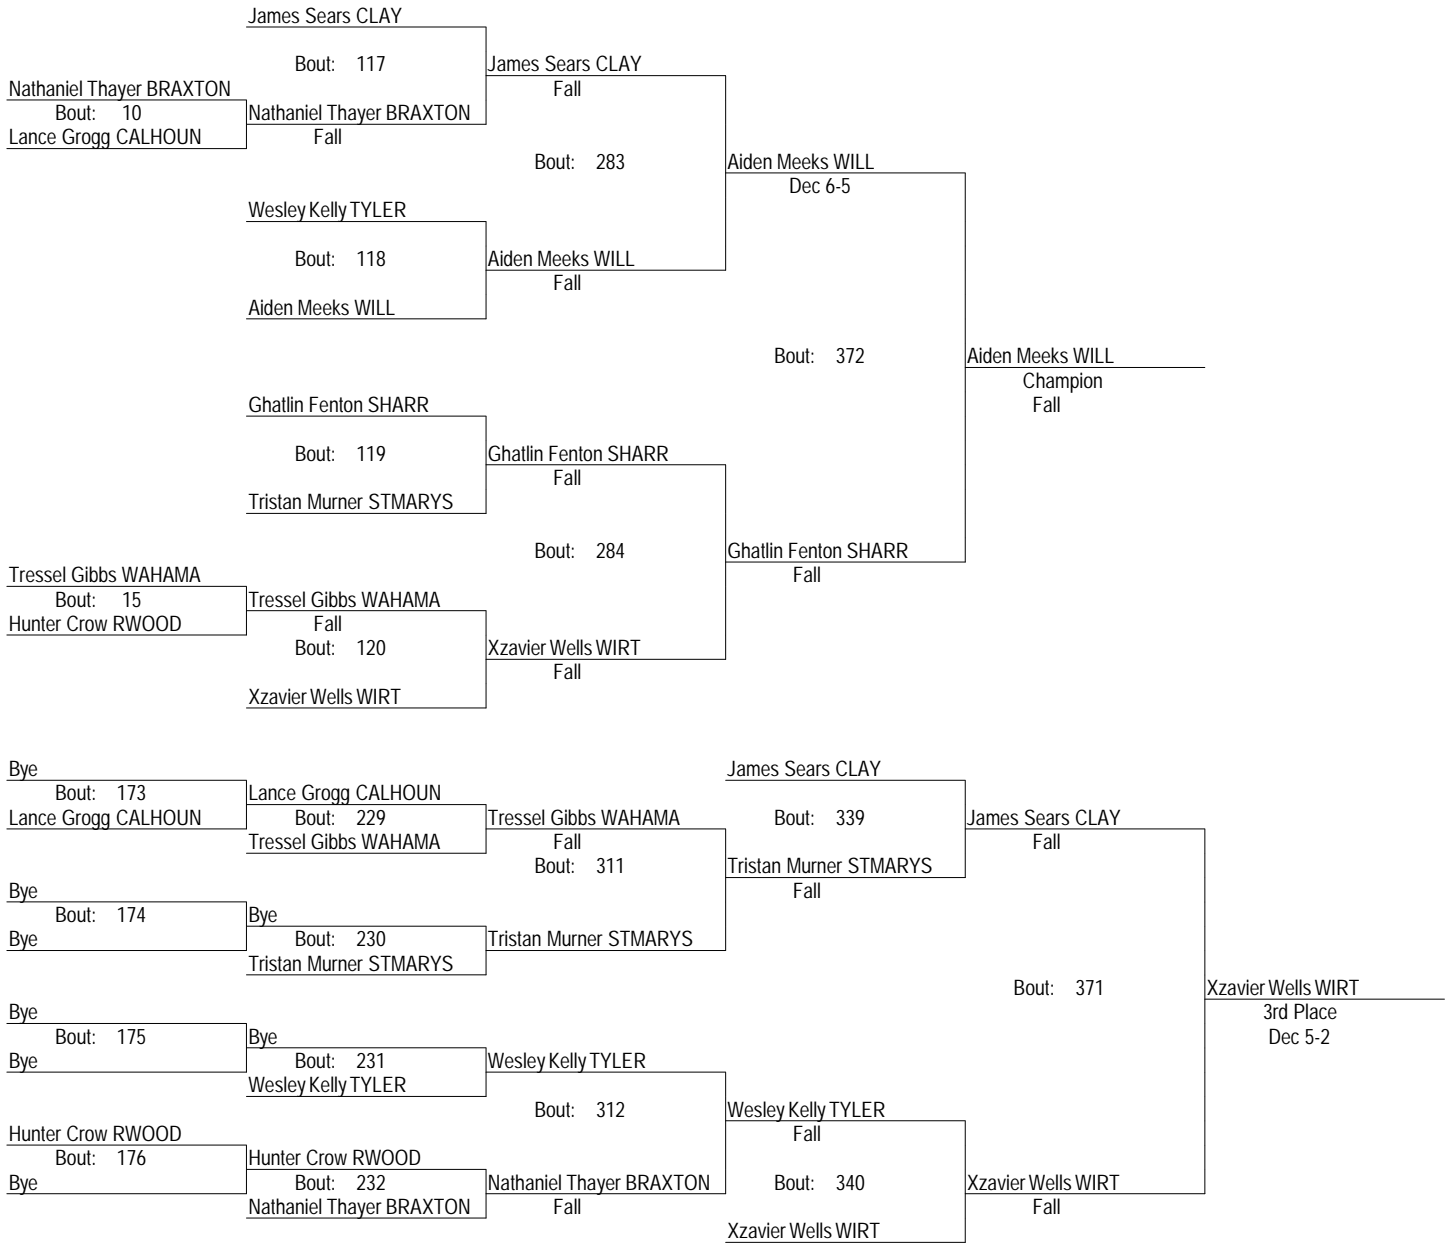 James Sears CLAY
Bout: 117 James Sears CLAY
Nathaniel Thayer BRAXTON Fall
Bout: 10 Nathaniel Thayer BRAXTON
Lance Grogg CALHOUN Fall
Bout: 283 Aiden Meeks WILL
Dec 6-5
Wesley Kelly TYLER
Bout: 118 Aiden Meeks WILL
Fall
Aiden Meeks WILL
Bout: 372 Aiden Meeks WILL
Champion
Ghatlin Fenton SHARR Fall
Bout: 119 Ghatlin Fenton SHARR
Fall
Tristan Murner STMARYS
Bout: 284 Ghatlin Fenton SHARR
Tressel Gibbs WAHAMA Fall
Bout: 15 Tressel Gibbs WAHAMA
Hunter Crow RWOOD Fall
Bout: 120 Xzavier Wells WIRT
Fall
Xzavier Wells WIRT
Bye James Sears CLAY
Bout: 173 Lance Grogg CALHOUN
Lance Grogg CALHOUN Bout: 229 Tressel Gibbs WAHAMA Bout: 339 James Sears CLAY
Tressel Gibbs WAHAMA Fall Fall
Bout: 311 Tristan Murner STMARYS
Bye Fall
Bout: 174 Bye
Bye Bout: 230 Tristan Murner STMARYS
Tristan Murner STMARYS
Bout: 371 Xzavier Wells WIRT
Bye 3rd Place
Bout: 175 Bye Dec 5-2
Bye Bout: 231 Wesley Kelly TYLER
Wesley Kelly TYLER
Bout: 312 Wesley Kelly TYLER
Hunter Crow RWOOD Fall
Bout: 176 Hunter Crow RWOOD
Bye Bout: 232 Nathaniel Thayer BRAXTON Bout: 340 Xzavier Wells WIRT
Nathaniel Thayer BRAXTON Fall Fall
Xzavier Wells WIRT